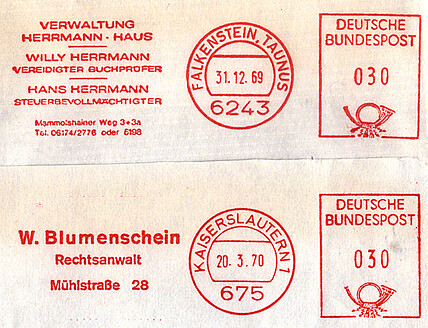 VERWALTUNG
HERRMANN-HAUS
WILLY HERRMANN
VEREIDIGTER BUCHPRÜFER
HANS HERRMANN
STEUERBEVOLLMÄCHTIGTER
Mammolshainer Weg 3+3a
Tel. 06174/2776 oder 5198
FALKENSTEIN, TAUNUS
31.12.69
6243
DEUTSCHE
BUNDESPOST
030
W. Blumenschein
Rechtsanwalt
Mühlstraße 28
KAISERSLAUTERN 1
20. 3.70
675
DEUTSCHE
BUNDESPOST
030